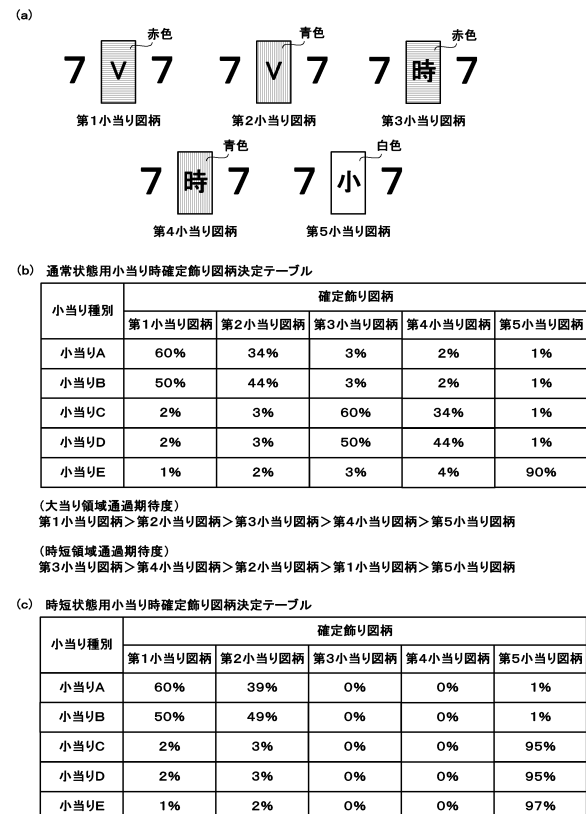 (a)
赤色 青色 赤色
7 V 7 7 V 7 7 時 7
第1小当り図柄 第2小当り図柄 第3小当り図柄
青色 白色
7 時 7 7 小 7
第4小当り図柄 第5小当り図柄
(b) 通常状態用小当り時確定飾り図柄決定テーブル
小当り種別 確定飾り図柄
第1小当り図柄 第2小当り図柄 第3小当り図柄 第4小当り図柄 第5小当り図柄
小当りA 60% 34% 3% 2% 1%
小当りB 50% 44% 3% 2% 1%
小当りC 2% 3% 60% 34% 1%
小当りD 2% 3% 50% 44% 1%
小当りE 1% 2% 3% 4% 90%
(大当り領域通過期待度)
第1小当り図柄>第2小当り図柄>第3小当り図柄>第4小当り図柄>第5小当り図柄
(時短領域通過期待度)
第3小当り図柄>第4小当り図柄>第2小当り図柄>第1小当り図柄>第5小当り図柄
(c) 時短状態用小当り時確定飾り図柄決定テーブル
小当り種別 確定飾り図柄
第1小当り図柄 第2小当り図柄 第3小当り図柄 第4小当り図柄 第5小当り図柄
小当りA 60% 39% 0% 0% 1%
小当りB 50% 49% 0% 0% 1%
小当りC 2% 3% 0% 0% 95%
小当りD 2% 3% 0% 0% 95%
小当りE 1% 2% 0% 0% 97%